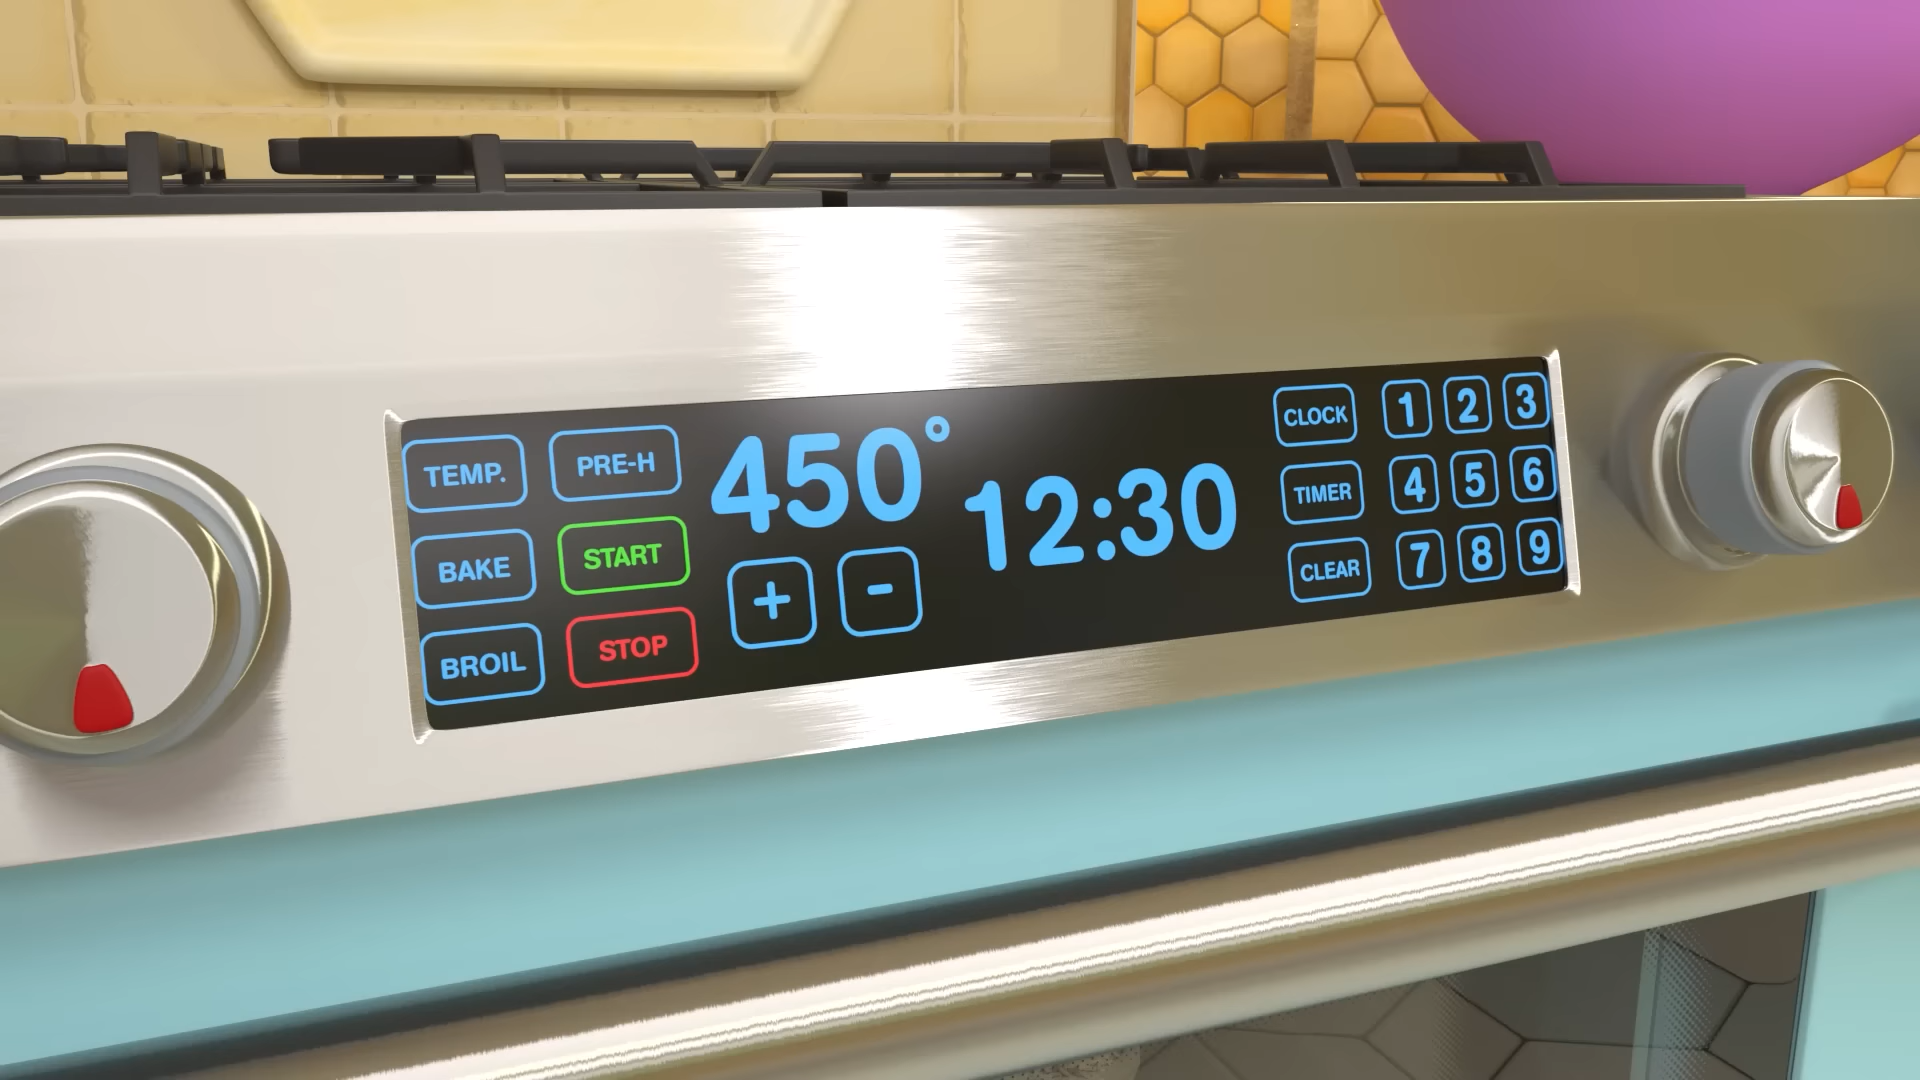 TEMP.
PRE-H
BAKE
START
BROIL
STOP
450°
+
-
12:30
CLOCK
1 2 3
TIMER
4 5 6
CLEAR
7 8 9